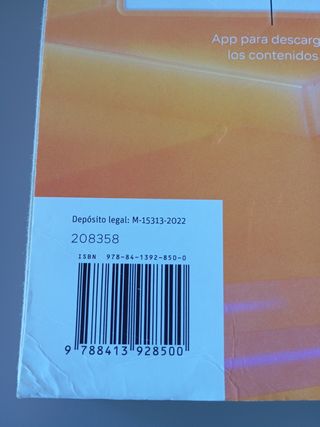 App para descarg
los contenidos
Depósito legal: M-15313-2022
208358
ISBN 978-84-1392-850-0
9 788413 928500